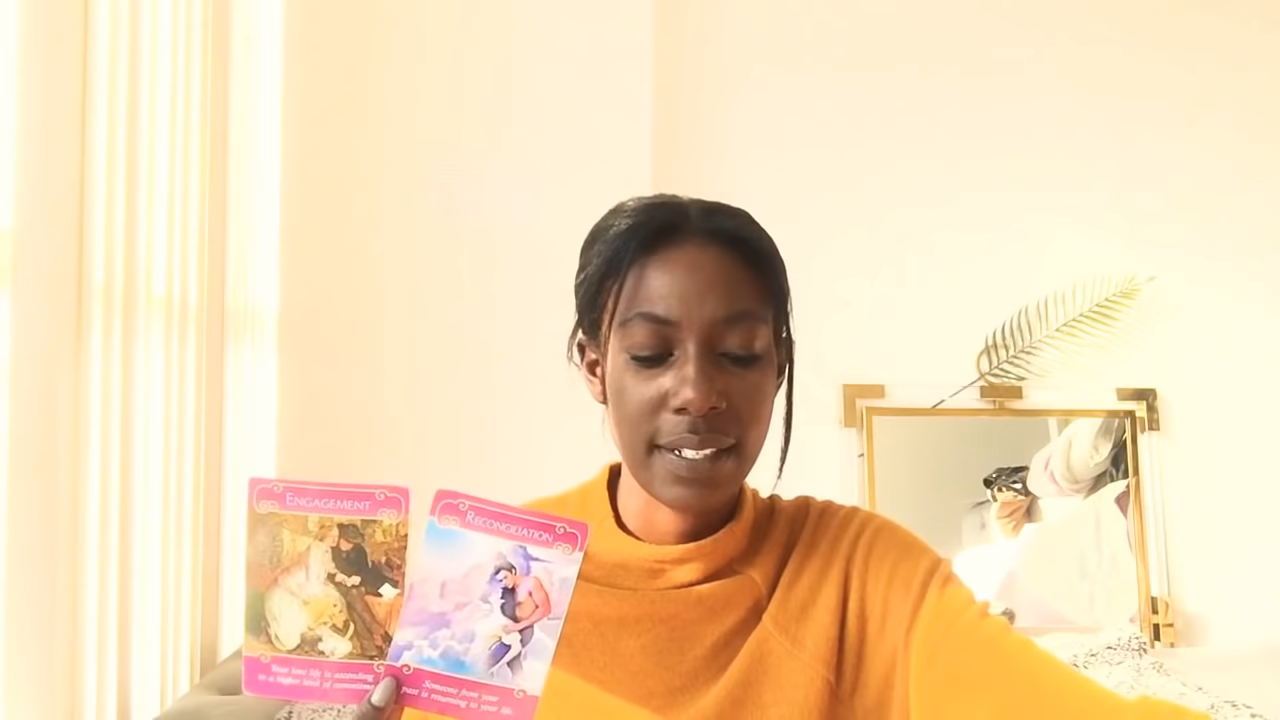 ENGAGEMENT
Your love life is ascending
to a higher level of commitment
RECONCILIATION
Someone from your
past is returning to your life